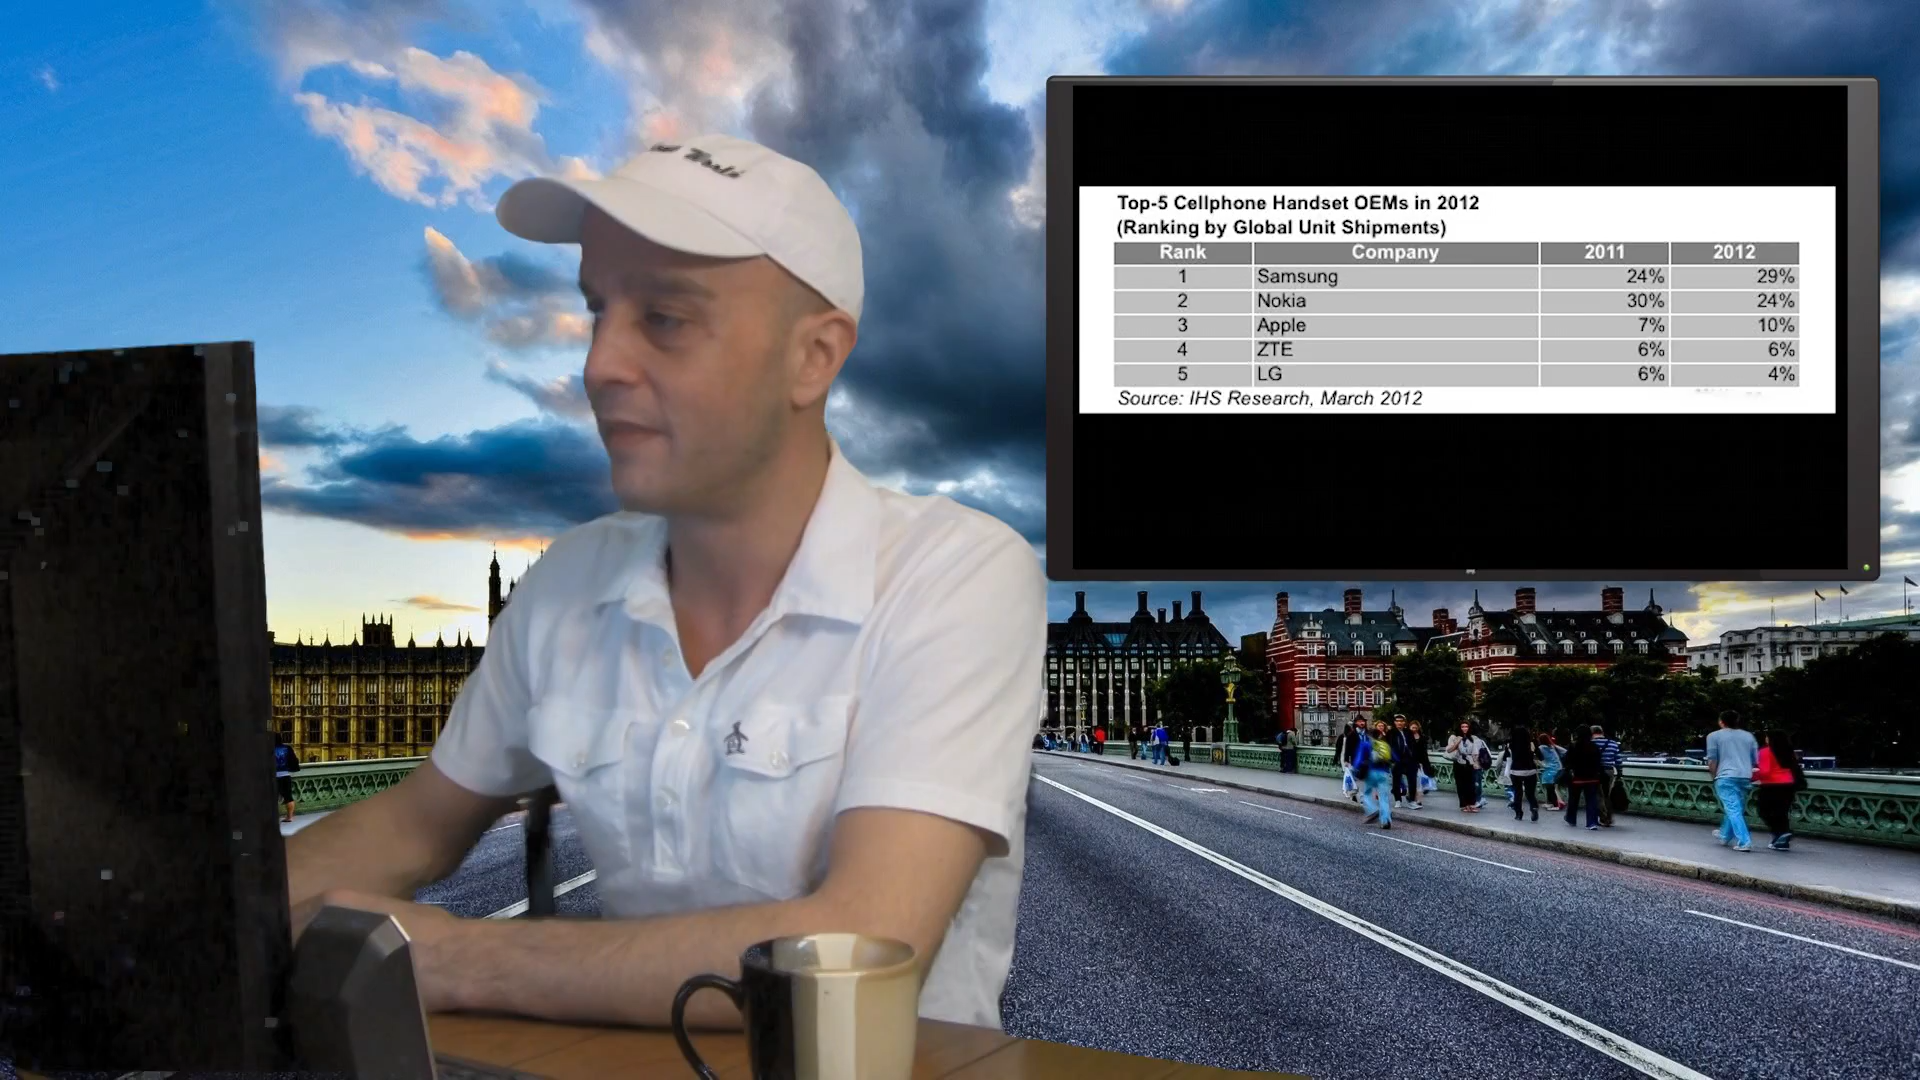 Top-5 Cellphone Handset OEMs in 2012
(Ranking by Global Unit Shipments)
Rank Company 2011 2012
1 Samsung 24% 29%
2 Nokia 30% 24%
3 Apple 7% 10%
4 ZTE 6% 6%
5 LG 6% 4%
Source: IHS Research, March 2012